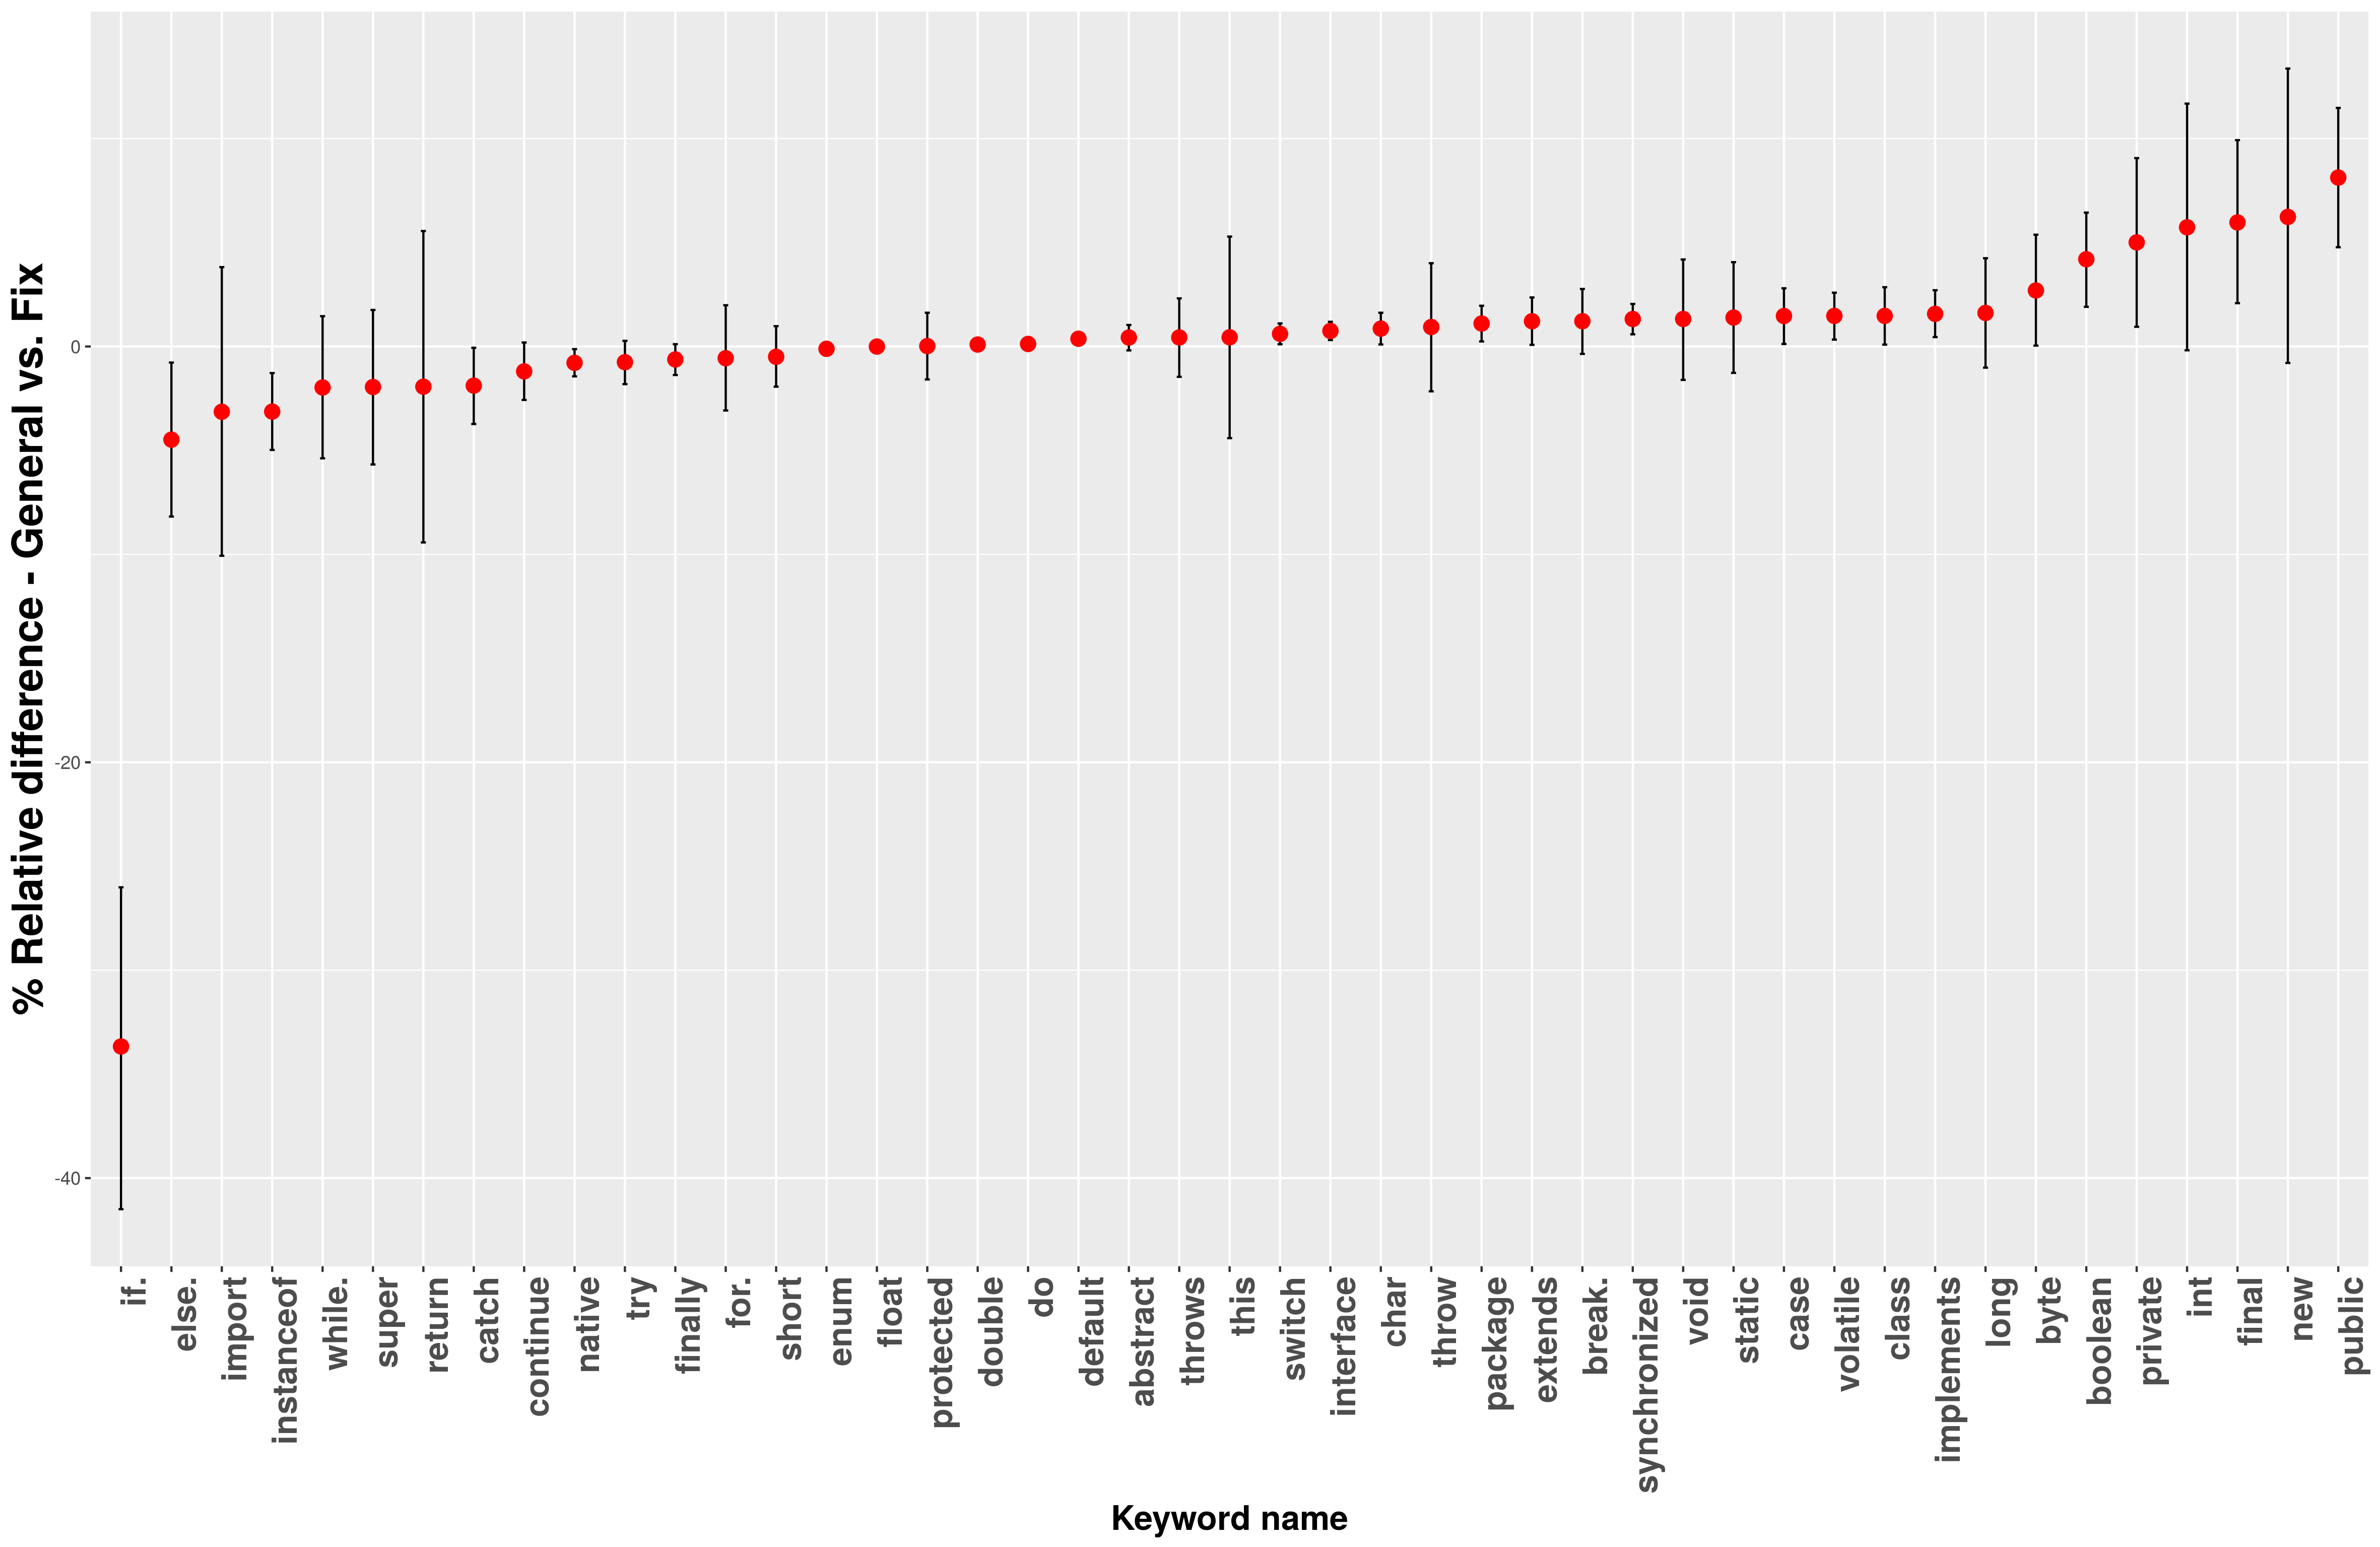 % Relative difference - General vs. Fix
0
-20
-40
if.
else.
import
instanceof
while.
super
return
catch
continue
native
try
finally
for.
short
enum
float
protected
double
do
default
abstract
throws
this
switch
interface
char
throw
package
extends
break.
synchronized
void
static
case
volatile
class
implements
long
byte
boolean
private
int
final
new
public
Keyword name